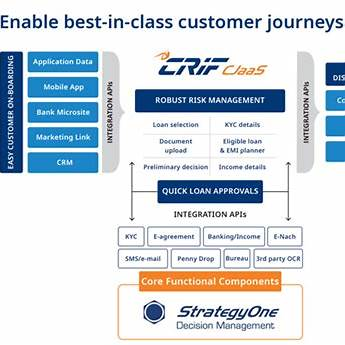 Enable best-in-class customer journeys
EASY CUSTOMER ON-BOARDING
Application Data
Mobile App
Bank Microsite
Marketing Link
CRM
INTEGRATION APIs
CRIF CJaaS
ROBUST RISK MANAGEMENT
Loan selection
KYC details
Document
upload
Eligible loan
& EMI planner
Preliminary decision
Income details
QUICK LOAN APPROVALS
INTEGRATION APIs
KYC
E-agreement
Banking/Income
E-Nach
SMS/e-mail
Penny Drop
Bureau
3rd party OCR
Core Functional Components
StrategyOne
Decision Management
INTEGRATION APIs
DIS
Co